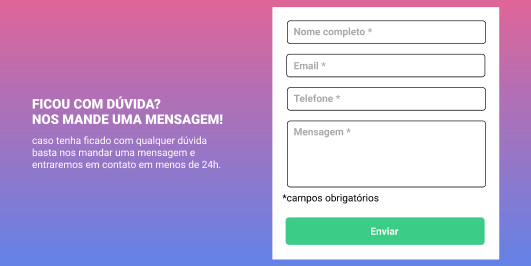 FICOU COM DÚVIDA?
NOS MANDE UMA MENSAGEM!
caso tenha ficado com qualquer dúvida
basta nos mandar uma mensagem e
entraremos em contato em menos de 24h.
Nome completo *
Email *
Telefone *
Mensagem *
*campos obrigatórios
Enviar